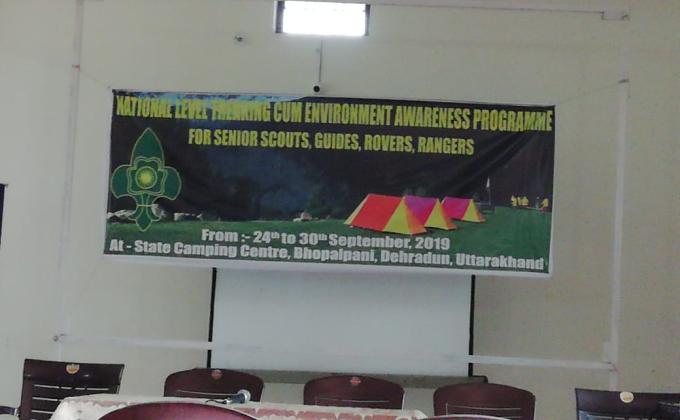 NATIONAL LEVEL TREKKING CUM ENVIRONMENT AWARENESS PROGRAMME
FOR SENIOR SCOUTS, GUIDES, ROVERS, RANGERS
From :- 24th to 30th September, 2019
At - State Camping Centre, Bhopalpani, Dehradun, Uttarakhand